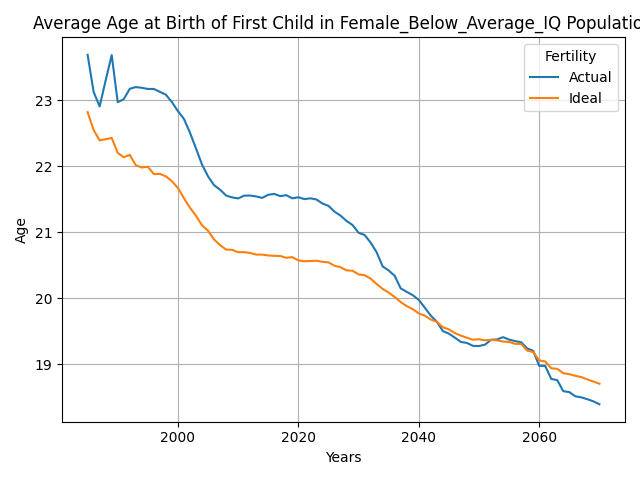 Average Age at Birth of First Child in Female_Below_Average_IQ Populatio
Fertility
Actual
Ideal
23
22
21
20
19
Age
2000 2020 2040 2060
Years